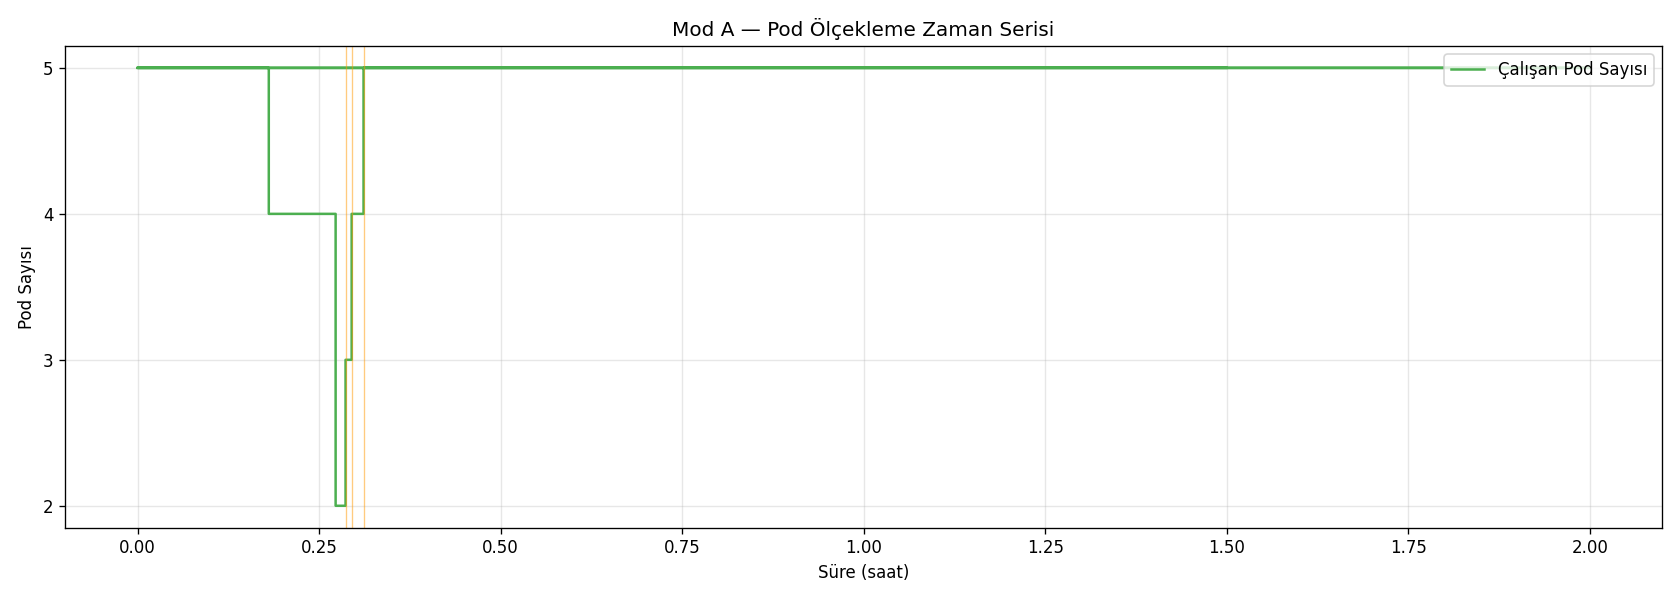 Mod A — Pod Ölçekleme Zaman Serisi
Çalışan Pod Sayısı
5
4
3
2
Pod Sayısı
0.00 0.25 0.50 0.75 1.00 1.25 1.50 1.75 2.00
Süre (saat)